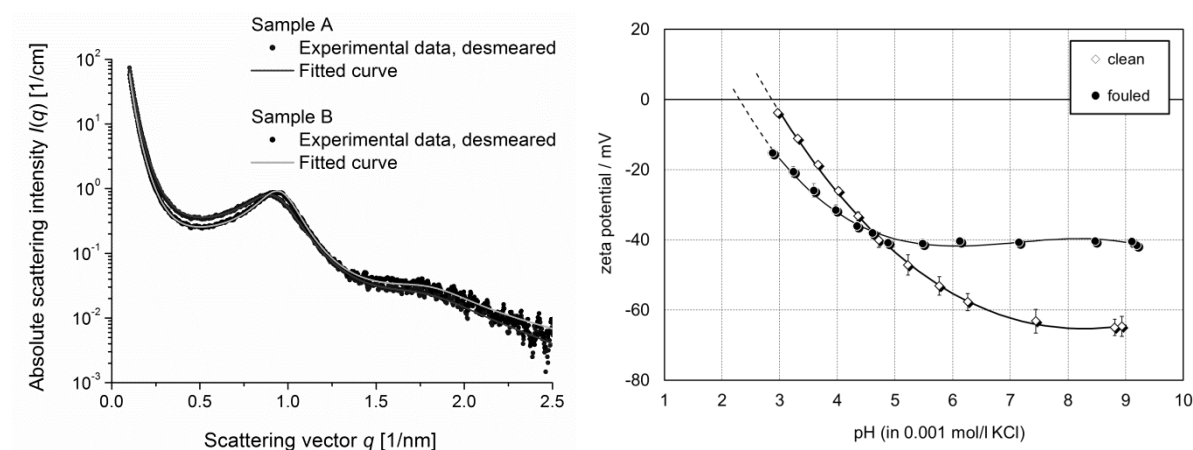 Sample A
Experimental data, desmeared
Fitted curve
Sample B
Experimental data, desmeared
Fitted curve
Absolute scattering intensity I(q) [1/cm]
10²
10¹
10⁰
10⁻¹
10⁻²
10⁻³
0.0 0.5 1.0 1.5 2.0 2.5
Scattering vector q [1/nm]
clean
fouled
zeta potential / mV
20
0
-20
-40
-60
-80
1 2 3 4 5 6 7 8 9 10
pH (in 0.001 mol/l KCl)